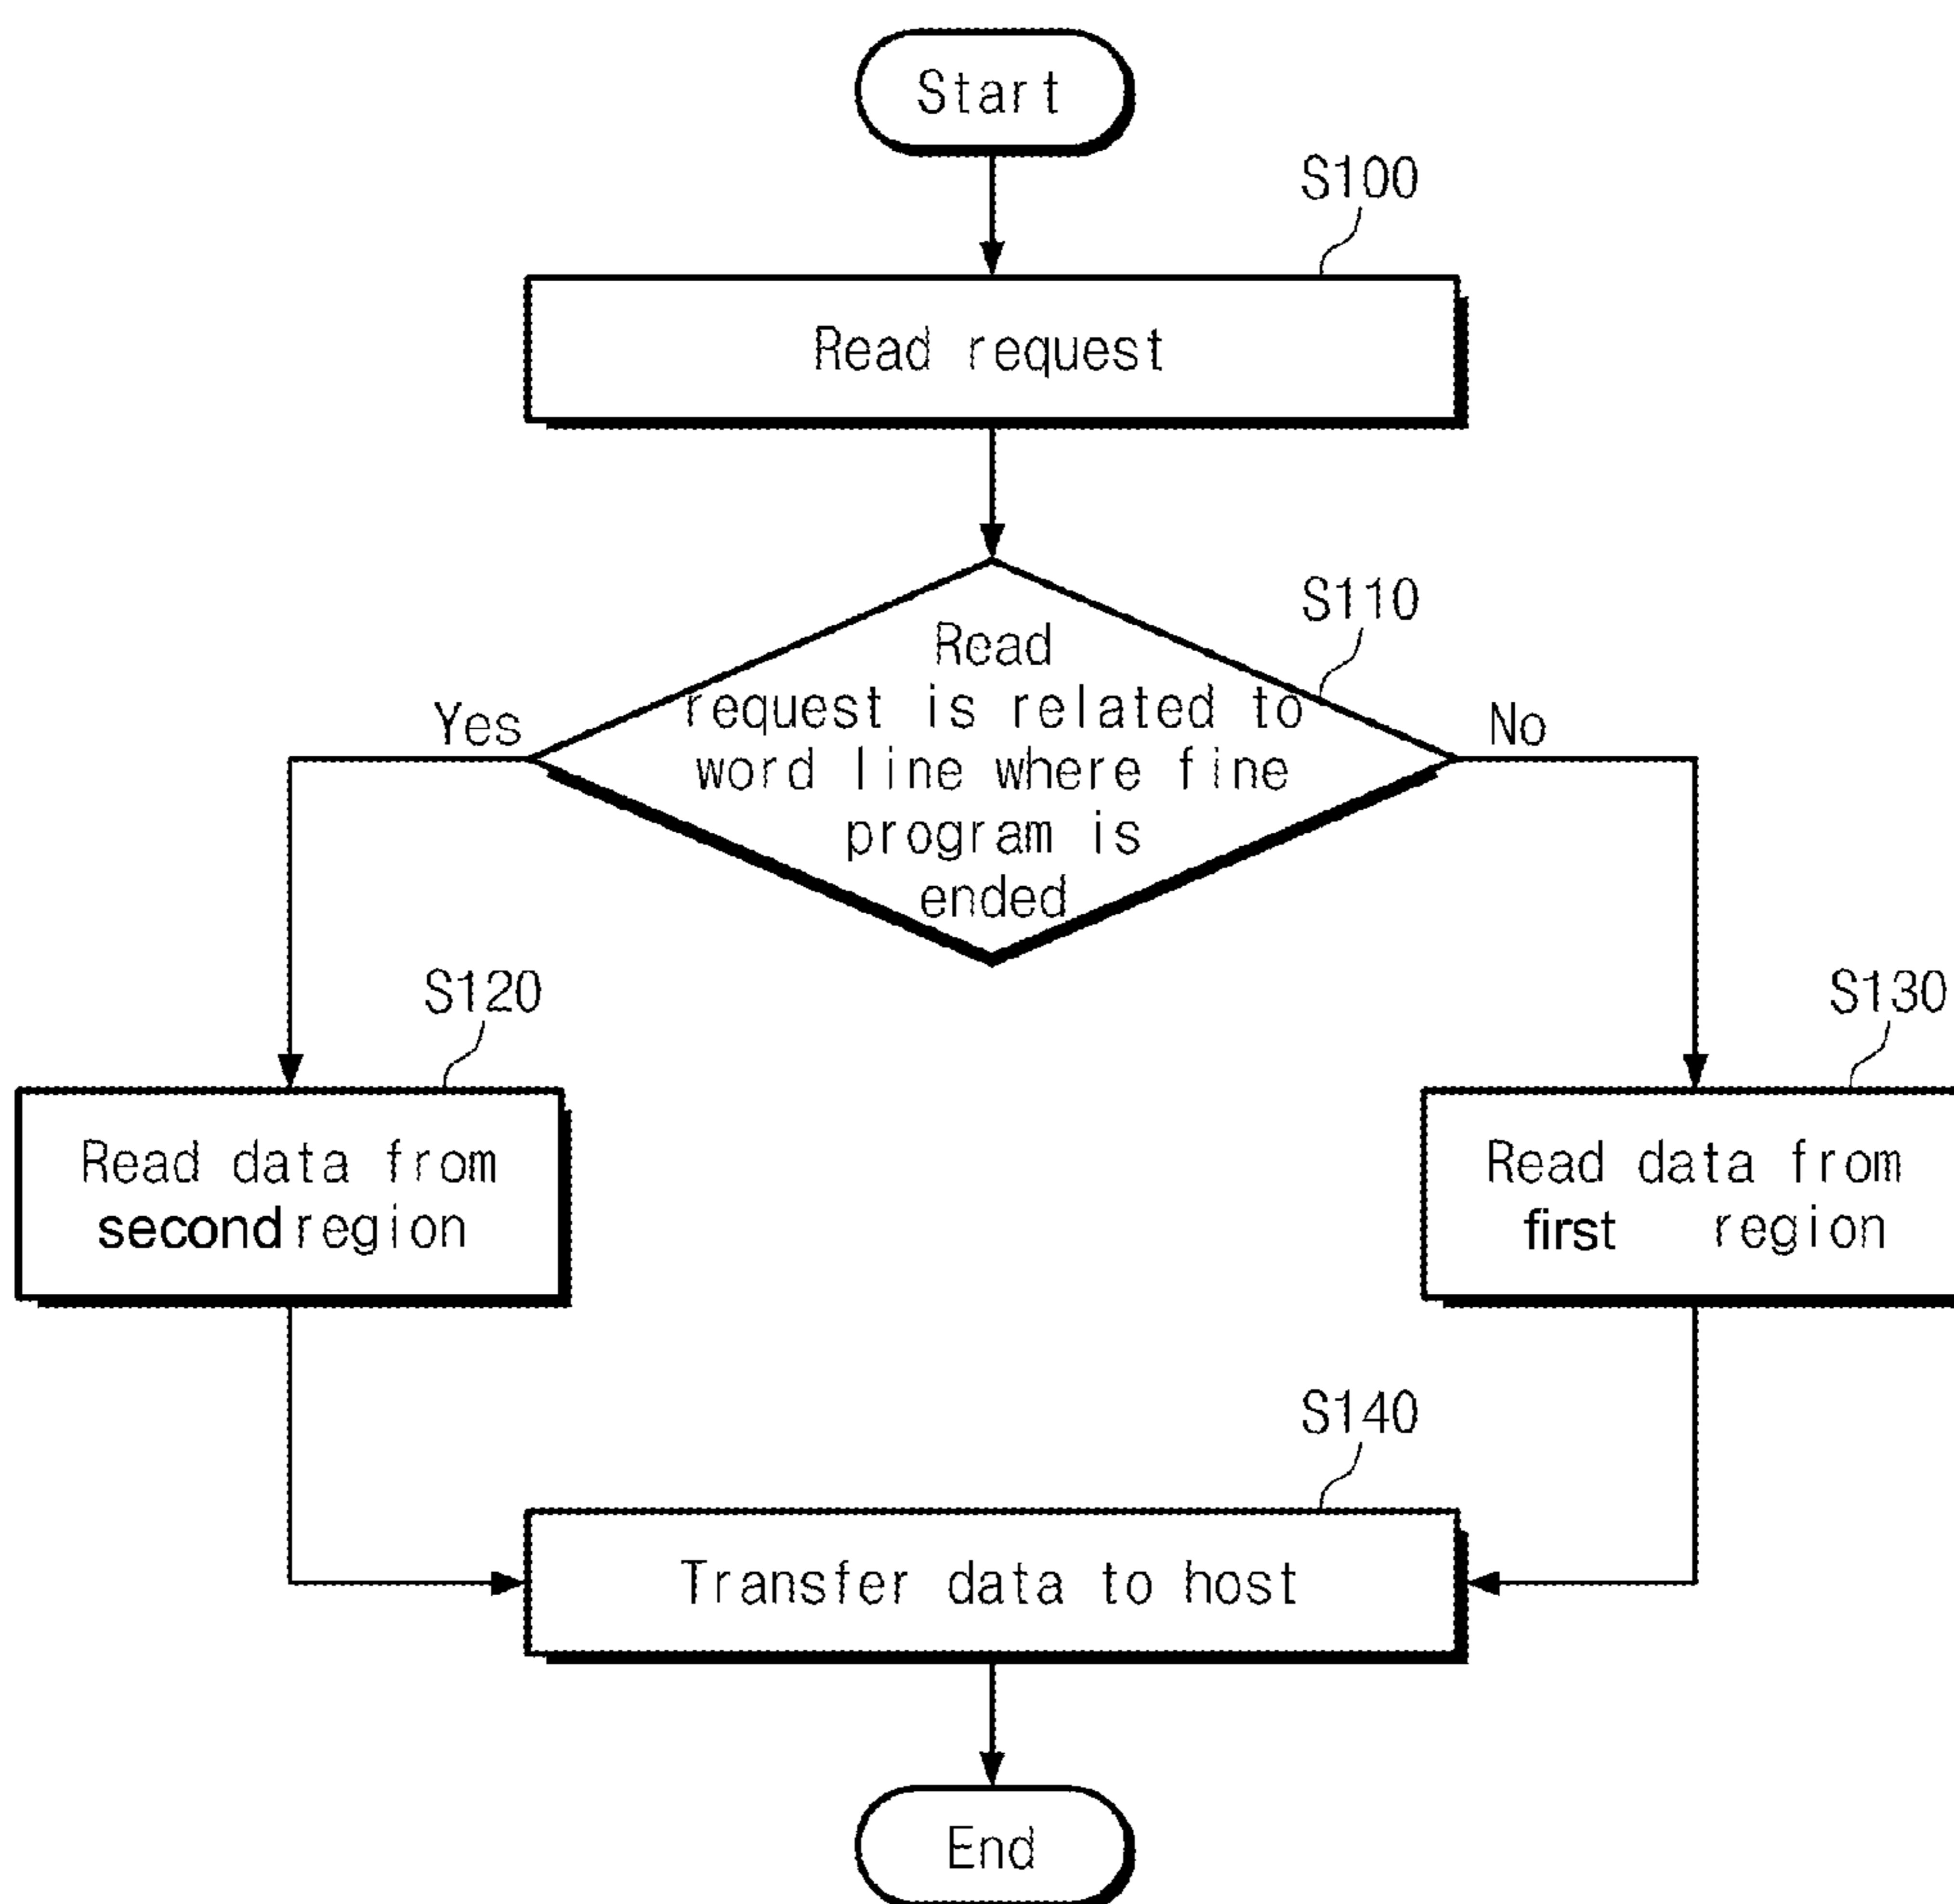 Start
S100
Read request
S110
Read
request is related to
word line where fine
program is
ended
Yes
No
S120
Read data from
second region
S130
Read data from
first region
S140
Transfer data to host
End